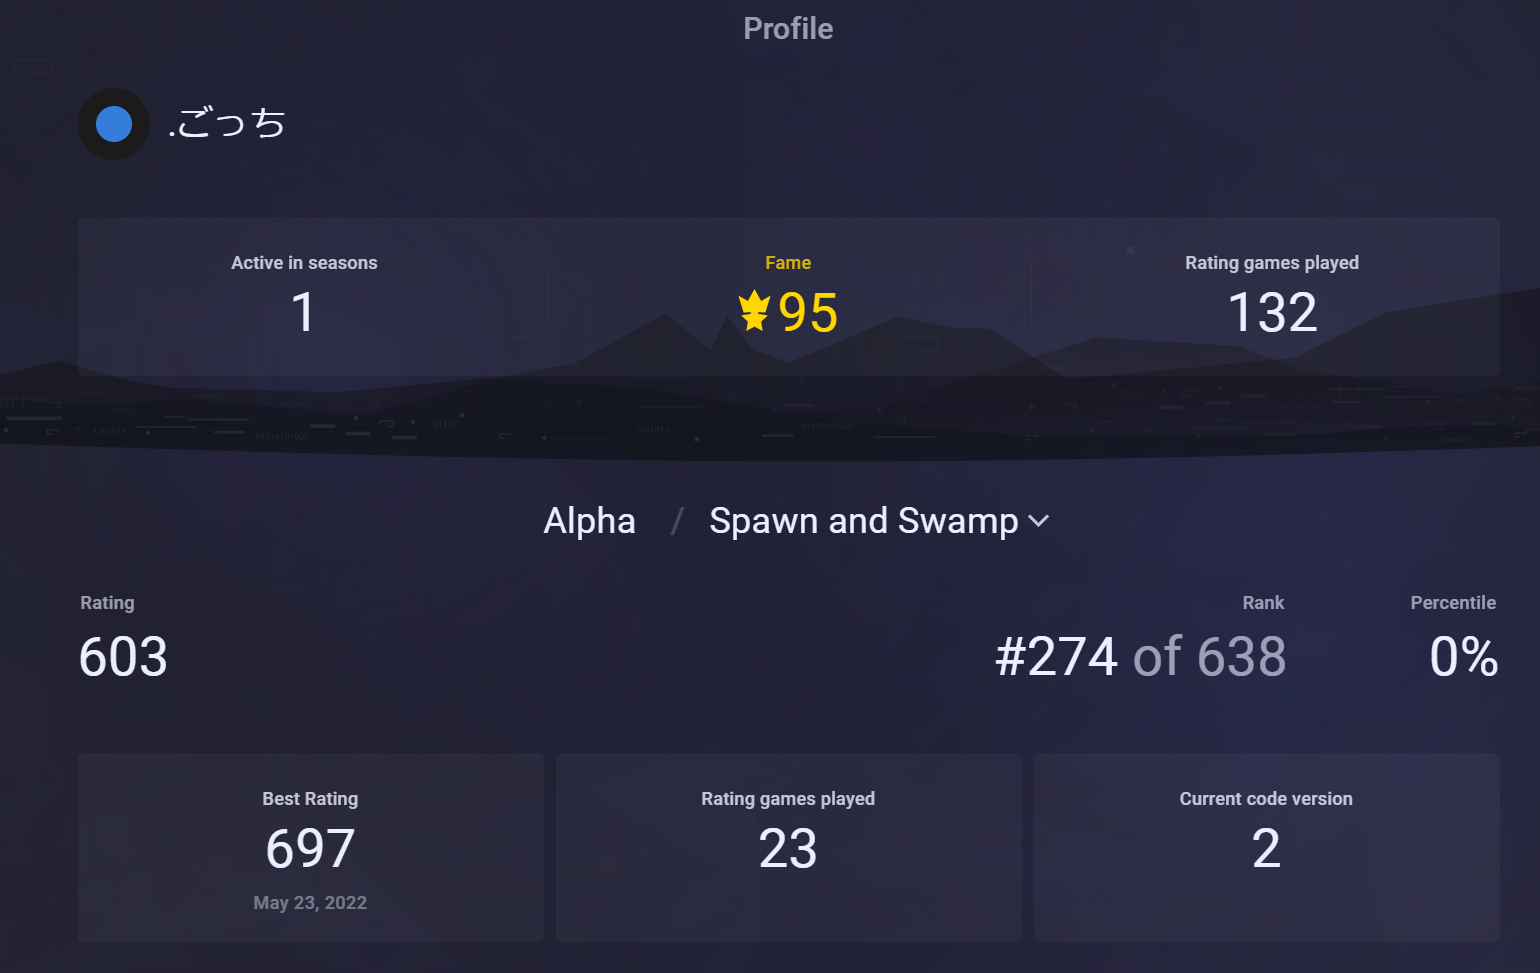 Profile
.ごっち
Active in seasons
1
Fame
95
Rating games played
132
Alpha / Spawn and Swamp
Rating
603
Rank
#274 of 638
Percentile
0%
Best Rating
697
May 23, 2022
Rating games played
23
Current code version
2